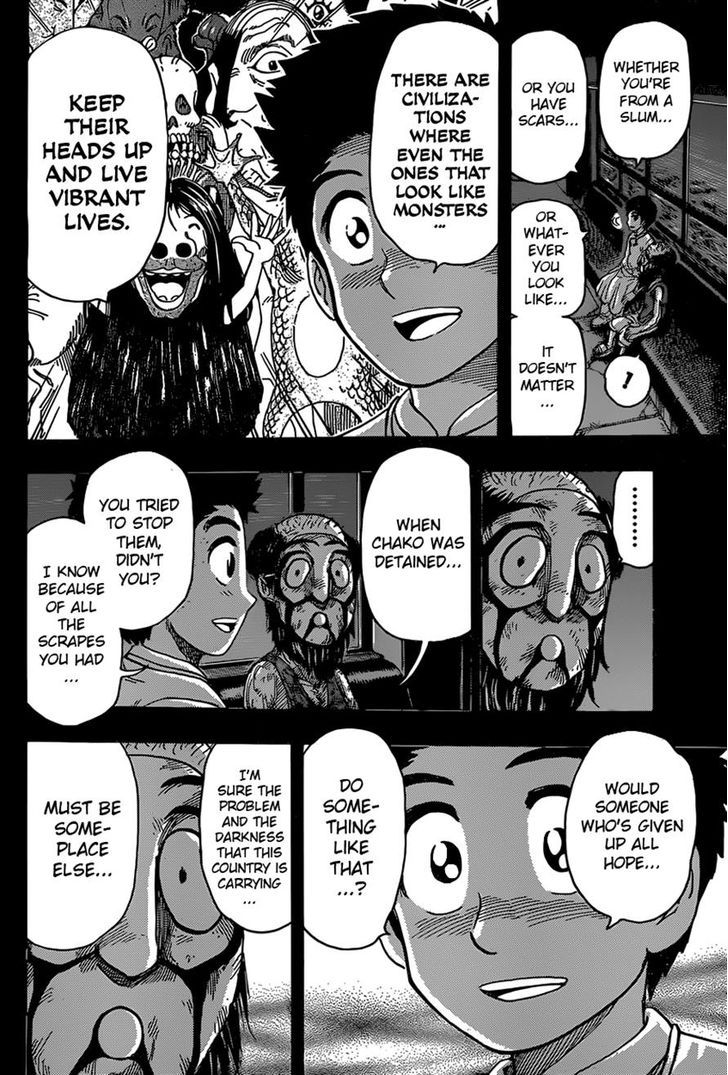 WHETHER
YOU'RE
FROM A
SLUM...
OR YOU
HAVE
SCARS...
OR
WHAT-
EVER
YOU
LOOK
LIKE...
IT
DOESN'T
MATTER
...
THERE ARE
CIVILIZA-
TIONS
WHERE
EVEN THE
ONES THAT
LOOK LIKE
MONSTERS
...
KEEP
THEIR
HEADS UP
AND LIVE
VIBRANT
LIVES.
.........
WHEN
CHAKO WAS
DETAINED...
YOU TRIED
TO STOP
THEM,
DIDN'T
YOU?
I KNOW
BECAUSE
OF ALL
THE
SCRAPES
YOU HAD
...
WOULD
SOMEONE
WHO'S GIVEN
UP ALL
HOPE...
DO
SOME-
THING
LIKE
THAT
...?
I'M
SURE THE
PROBLEM
AND THE
DARKNESS
THAT THIS
COUNTRY IS
CARRYING
...
MUST BE
SOME-
PLACE
ELSE...